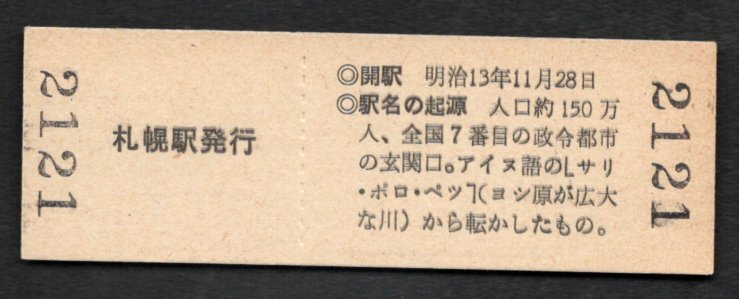 2121
札幌駅発行
◎開駅 明治13年11月28日
◎駅名の起源 人口約150万
人、全国7番目の政令都市
の玄関口。アイヌ語の「サリ
・ポロ・ペツ」(ヨシ原が広大
な川)から転かしたもの。
2121